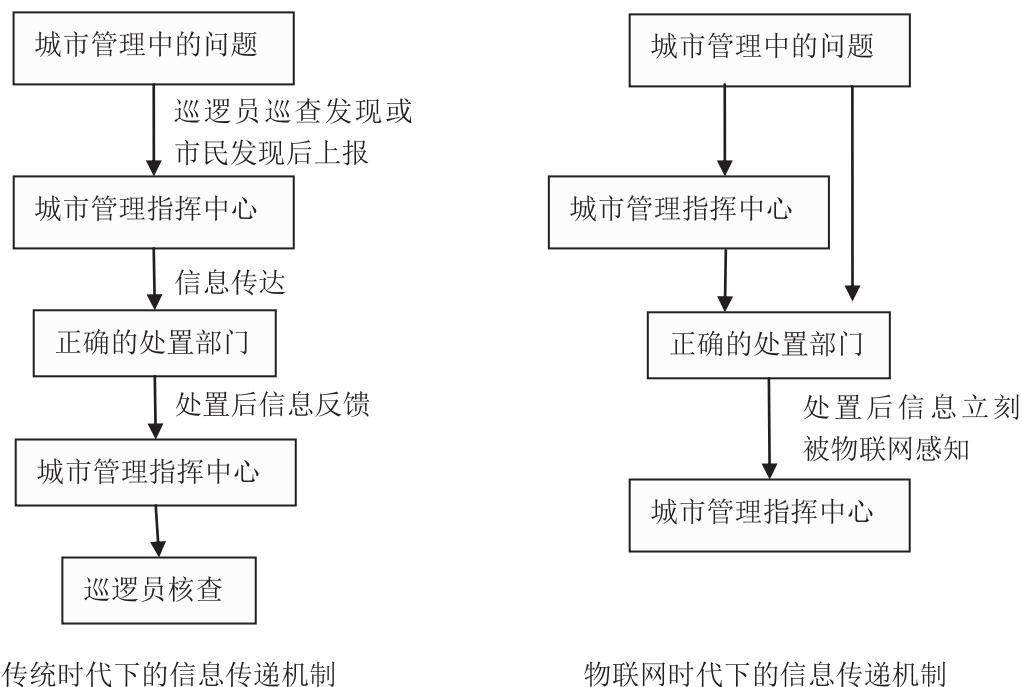 城市管理中的问题
巡逻员巡查发现或
市民发现后上报
城市管理指挥中心
信息传达
正确的处置部门
处置后信息反馈
城市管理指挥中心
巡逻员核查
传统时代下的信息传递机制
城市管理中的问题
城市管理指挥中心
正确的处置部门
处置后信息立刻
被物联网感知
城市管理指挥中心
物联网时代下的信息传递机制